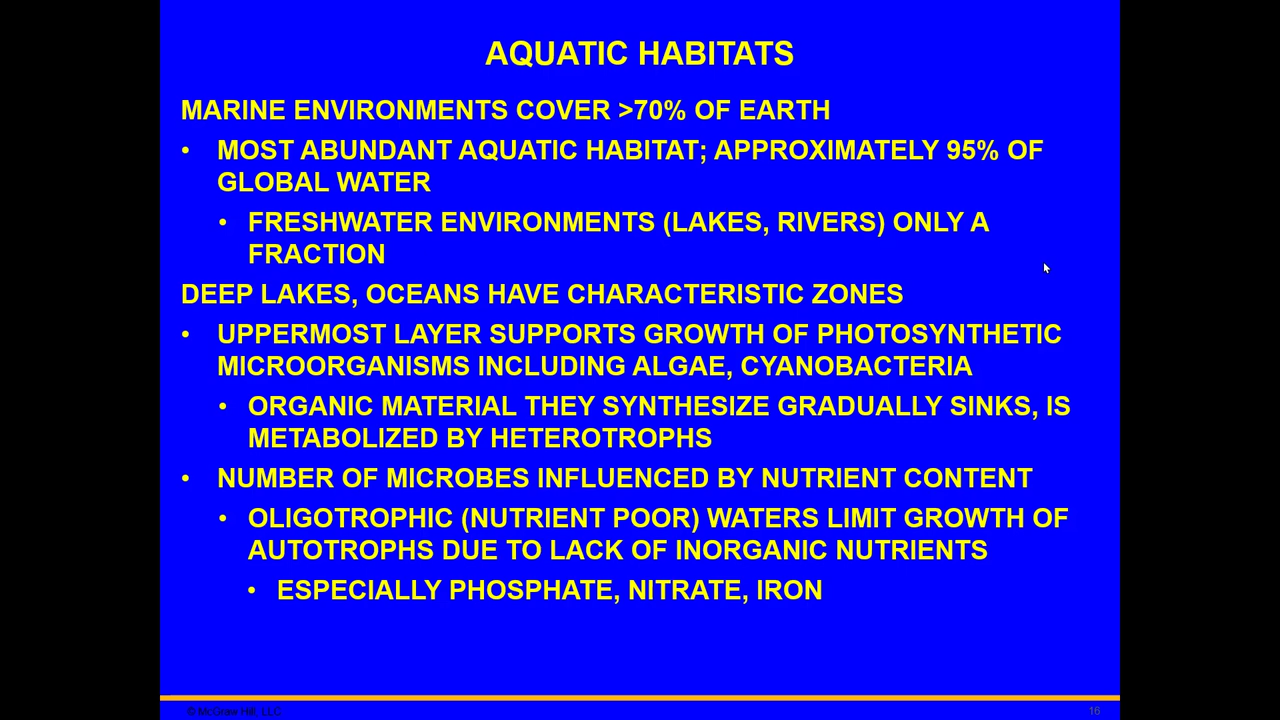 AQUATIC HABITATS
MARINE ENVIRONMENTS COVER >70% OF EARTH
• MOST ABUNDANT AQUATIC HABITAT; APPROXIMATELY 95% OF
GLOBAL WATER
• FRESHWATER ENVIRONMENTS (LAKES, RIVERS) ONLY A
FRACTION
DEEP LAKES, OCEANS HAVE CHARACTERISTIC ZONES
• UPPERMOST LAYER SUPPORTS GROWTH OF PHOTOSYNTHETIC
MICROORGANISMS INCLUDING ALGAE, CYANOBACTERIA
• ORGANIC MATERIAL THEY SYNTHESIZE GRADUALLY SINKS, IS
METABOLIZED BY HETEROTROPHS
• NUMBER OF MICROBES INFLUENCED BY NUTRIENT CONTENT
• OLIGOTROPHIC (NUTRIENT POOR) WATERS LIMIT GROWTH OF
AUTOTROPHS DUE TO LACK OF INORGANIC NUTRIENTS
• ESPECIALLY PHOSPHATE, NITRATE, IRON
© McGraw Hill, LLC
16